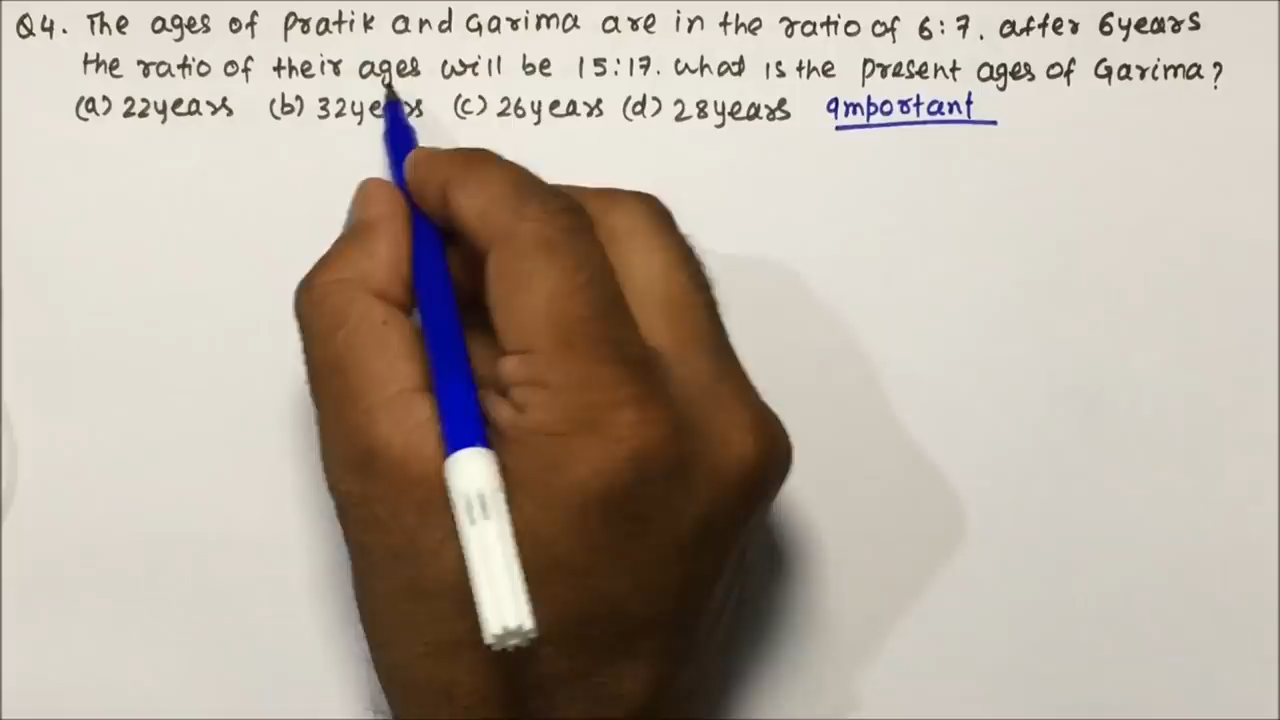 Q4. The ages of Pratik and Garima are in the ratio of 6:7. after 6years
the ratio of their ages will be 15:17. what is the present ages of Garima?
(a) 22years (b) 32years (c) 26years (d) 28years Important